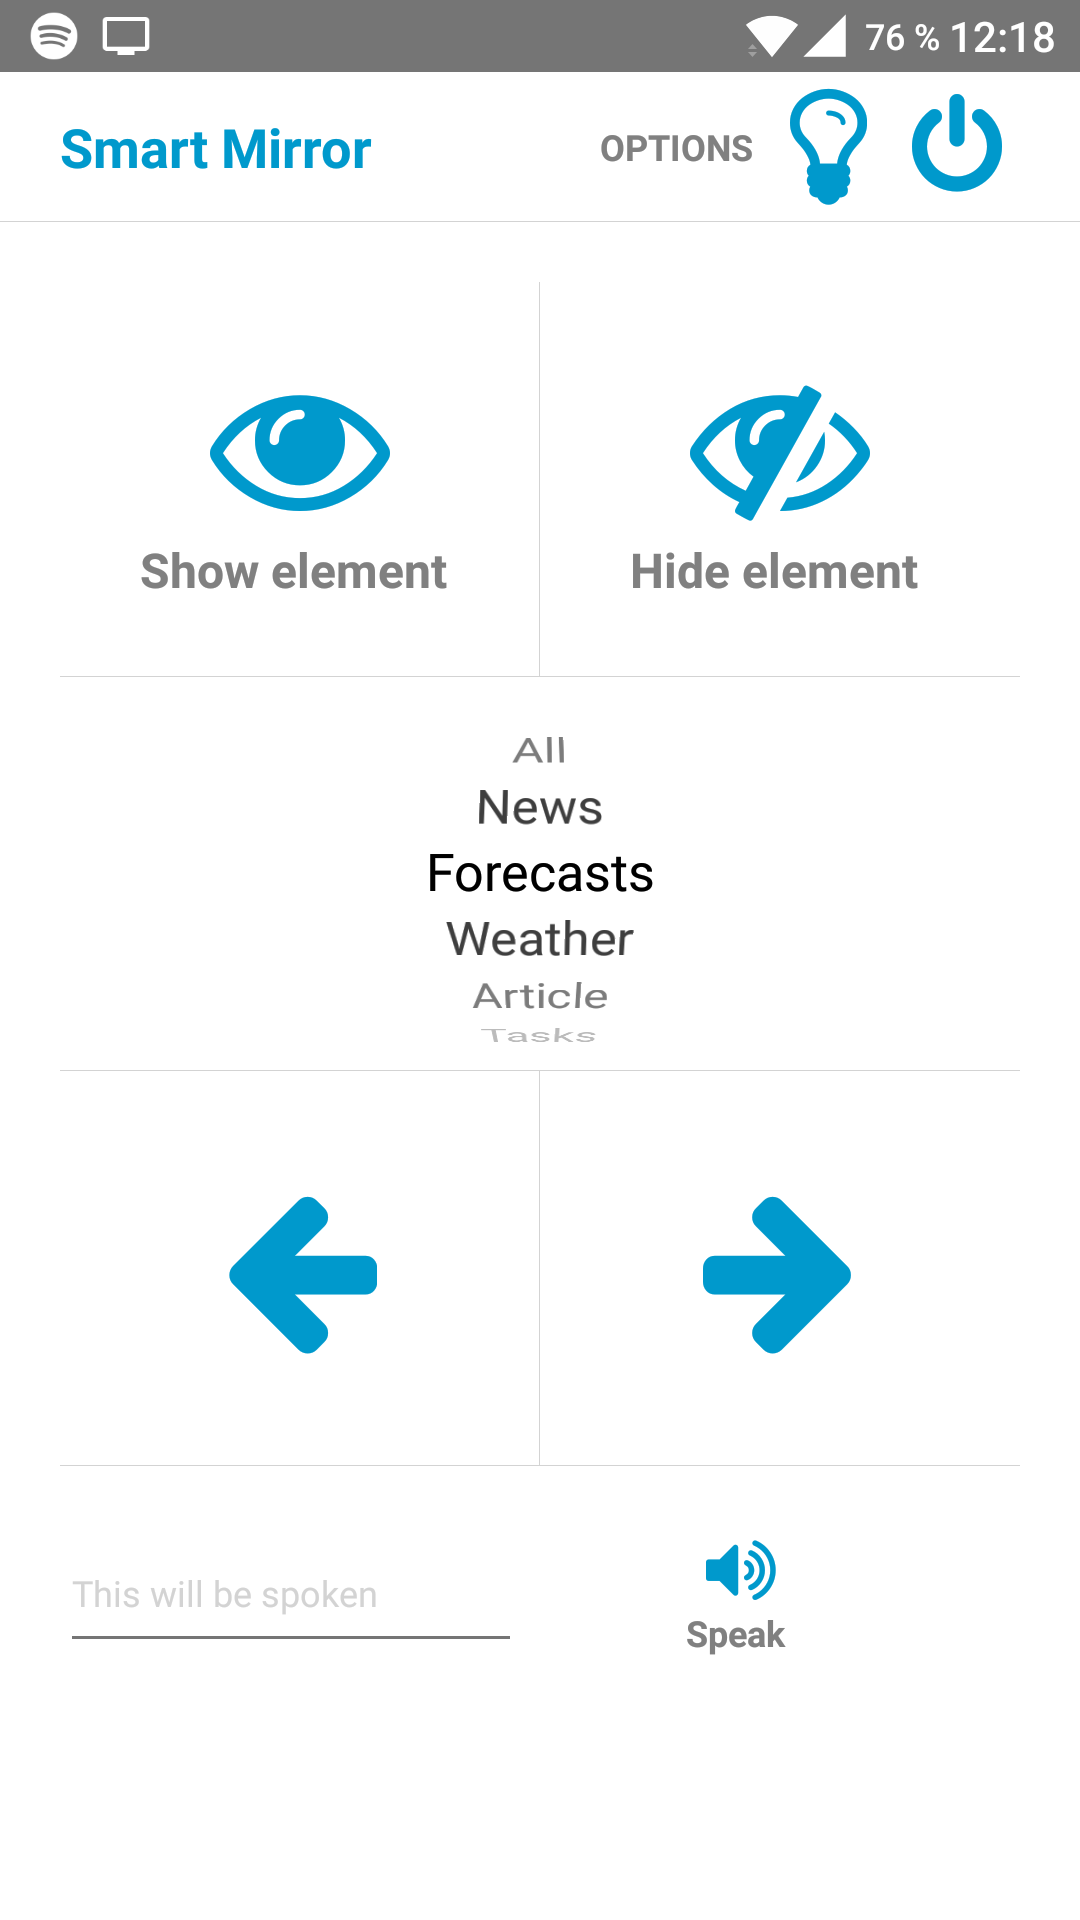 76 % 12:18
Smart Mirror OPTIONS
Show element Hide element
All
News
Forecasts
Weather
Article
Tasks
This will be spoken
Speak